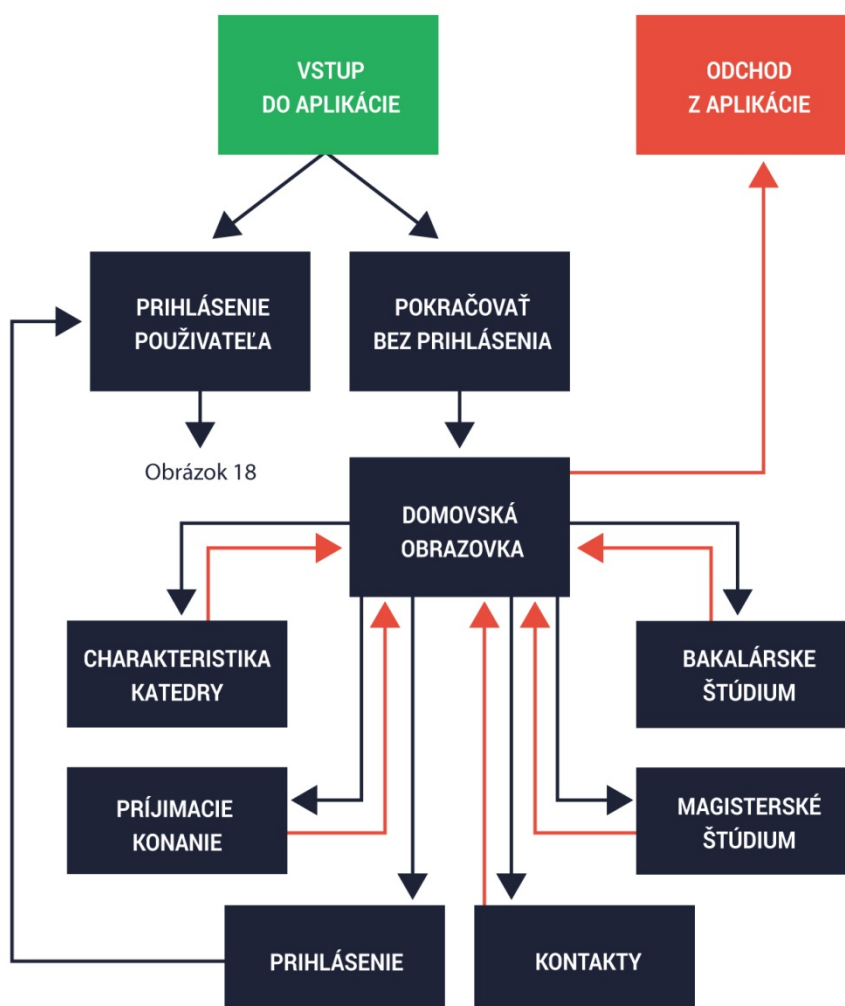 VSTUP
DO APLIKÁCIE
ODCHOD
Z APLIKÁCIE
PRIHLÁSENIE
POUŽIVATEĽA
POKRAČOVAŤ
BEZ PRIHLÁSENIA
Obrázok 18
DOMOVSKÁ
OBRAZOVKA
CHARAKTERISTIKA
KATEDRY
BAKALÁRSKE
ŠTÚDIUM
PRÍJIMACIE
KONANIE
MAGISTERSKÉ
ŠTÚDIUM
PRIHLÁSENIE
KONTAKTY